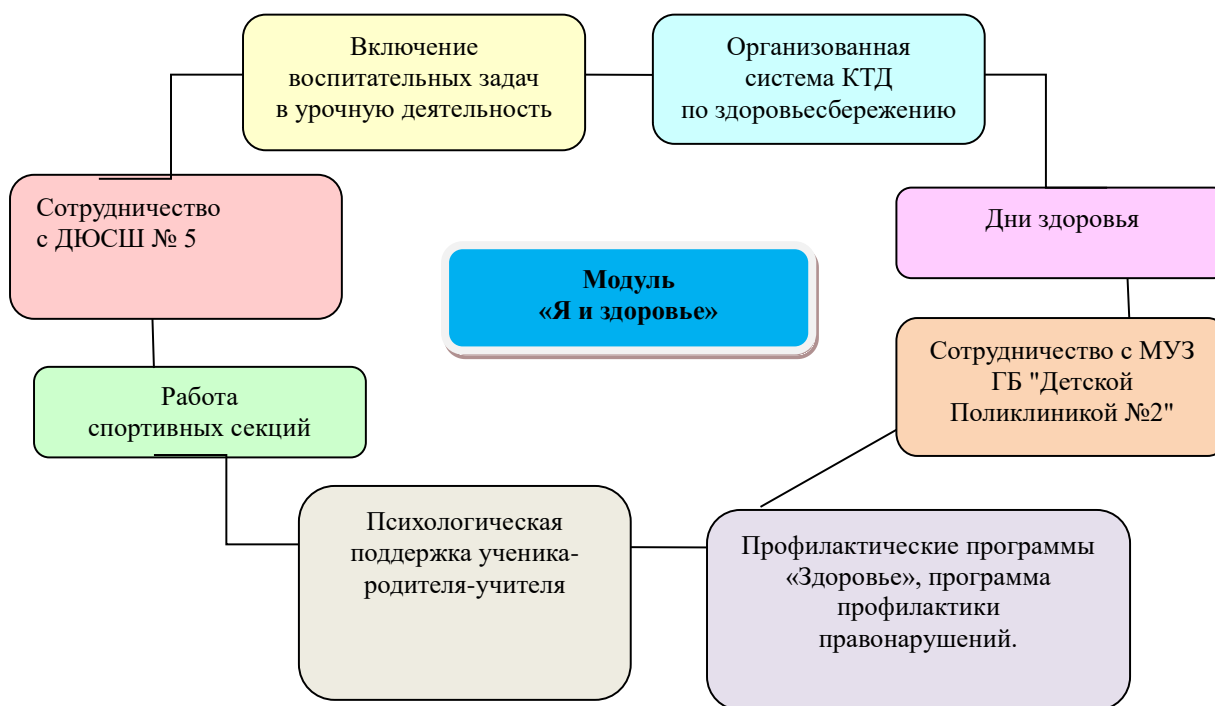 Включение
воспитательных задач
в урочную деятельность
Организованная
система КТД
по здоровьесбережению
Сотрудничество
с ДЮСШ № 5
Дни здоровья
Модуль
«Я и здоровье»
Сотрудничество с МУЗ
ГБ "Детской
Поликлиникой №2"
Работа
спортивных секций
Психологическая
поддержка ученика-
родителя-учителя
Профилактические программы
«Здоровье», программа
профилактики
правонарушений.